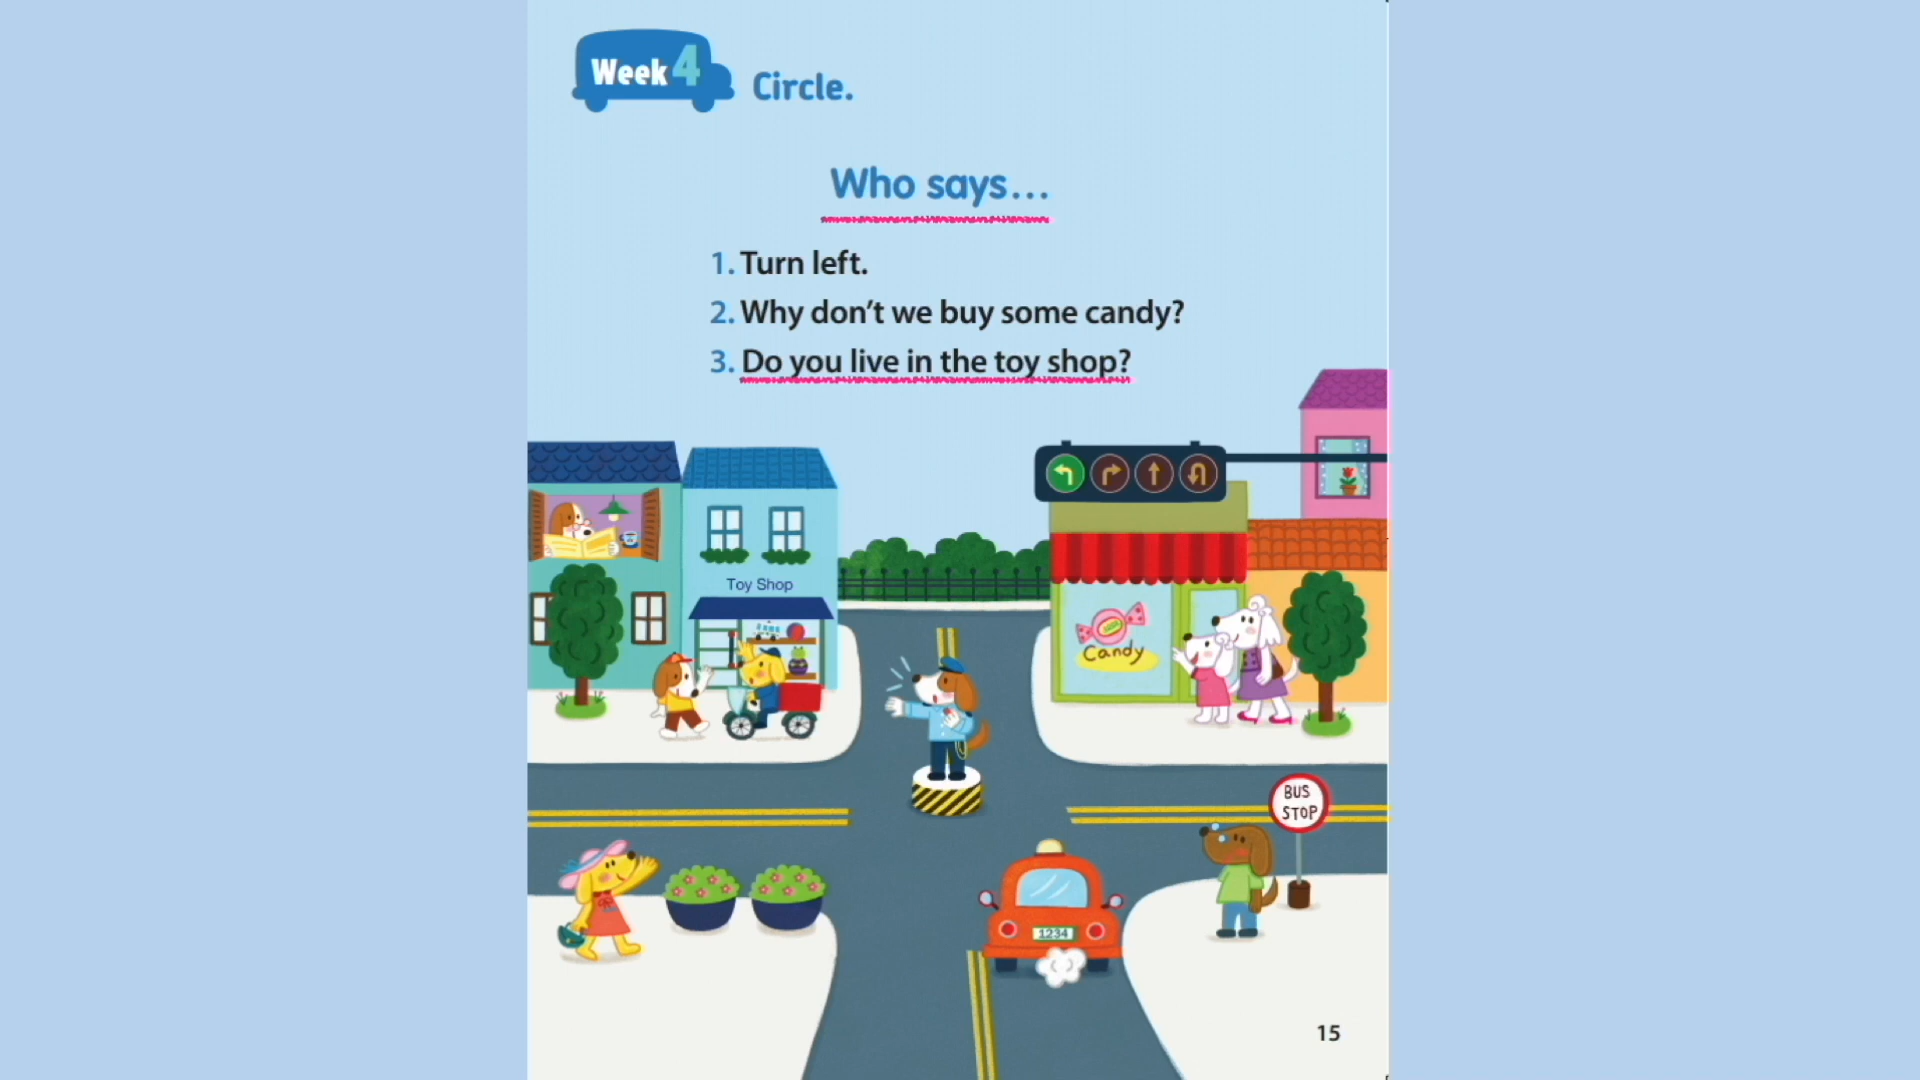 Week 4 Circle.
Who says...
1. Turn left.
2. Why don't we buy some candy?
3. Do you live in the toy shop?
Toy Shop
Candy
BUS
STOP
1234
15